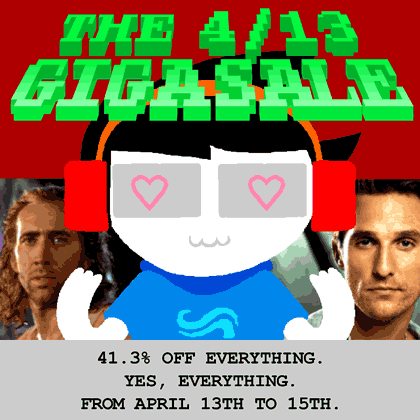 THE 4/13
GIGASALE
41.3% OFF EVERYTHING.
YES, EVERYTHING.
FROM APRIL 13TH TO 15TH.